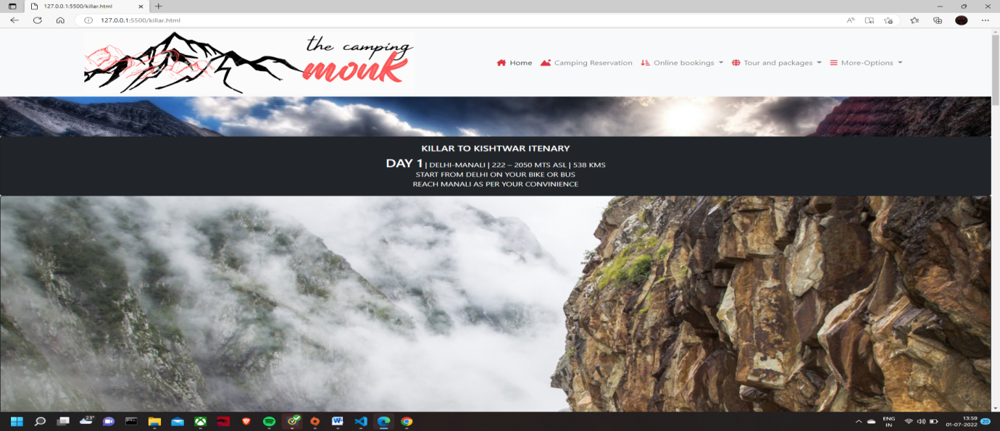 127.0.0.1:5500/killar.html
127.0.0.1:5500/killar.html
the camping
monk
Home Camping Reservation Online bookings Tour and packages More-Options
KILLAR TO KISHTWAR ITENARY
DAY 1 | DELHI-MANALI | 222 – 2050 MTS ASL | 538 KMS
START FROM DELHI ON YOUR BIKE OR BUS
REACH MANALI AS PER YOUR CONVINIENCE
23°
ENG
IN
13:59
01-07-2022
20